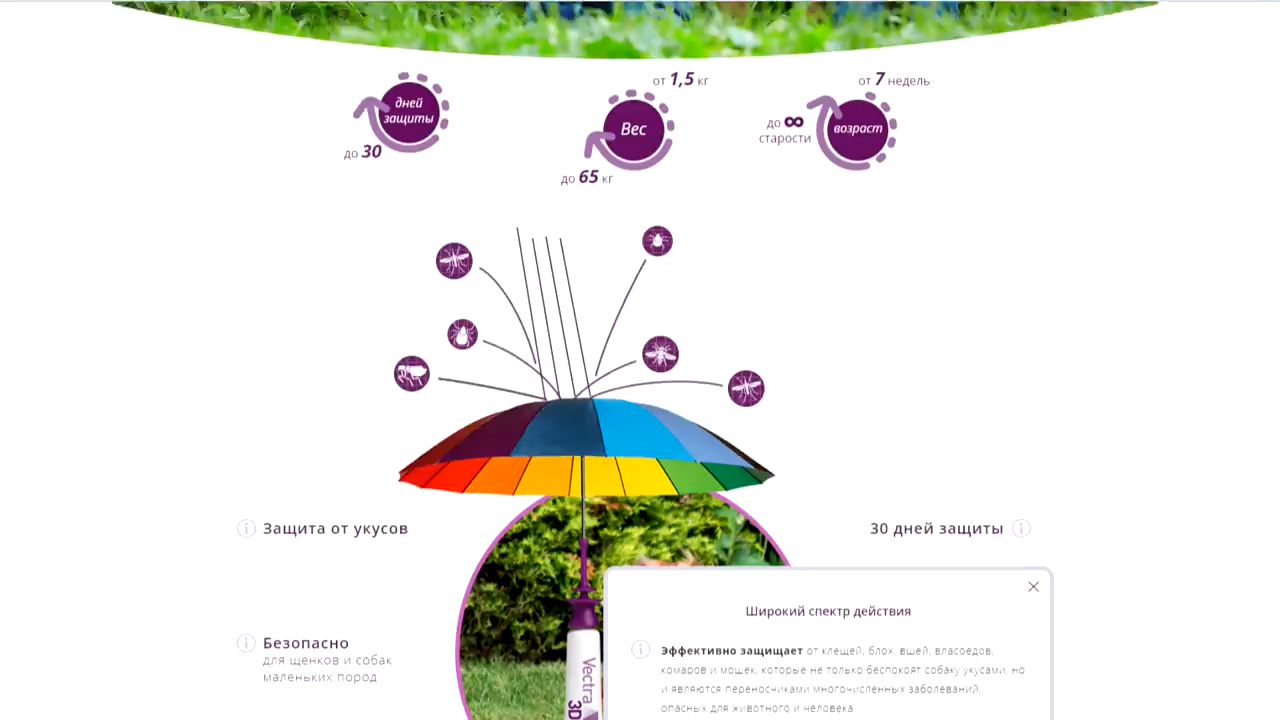 дней
защиты
до 30
от 1,5 кг
Вес
до 65 кг
от 7 недель
до ∞
старости
возраст
Защита от укусов
30 дней защиты
Безопасно
для щенков и собак
маленьких пород
Vectra
3D
Широкий спектр действия
Эффективно защищает от клещей, блох, вшей, власоедов,
комаров и мошек, которые не только беспокоят собаку укусами, но
и являются переносчиками многочисленных заболеваний,
опасных для животного и человека